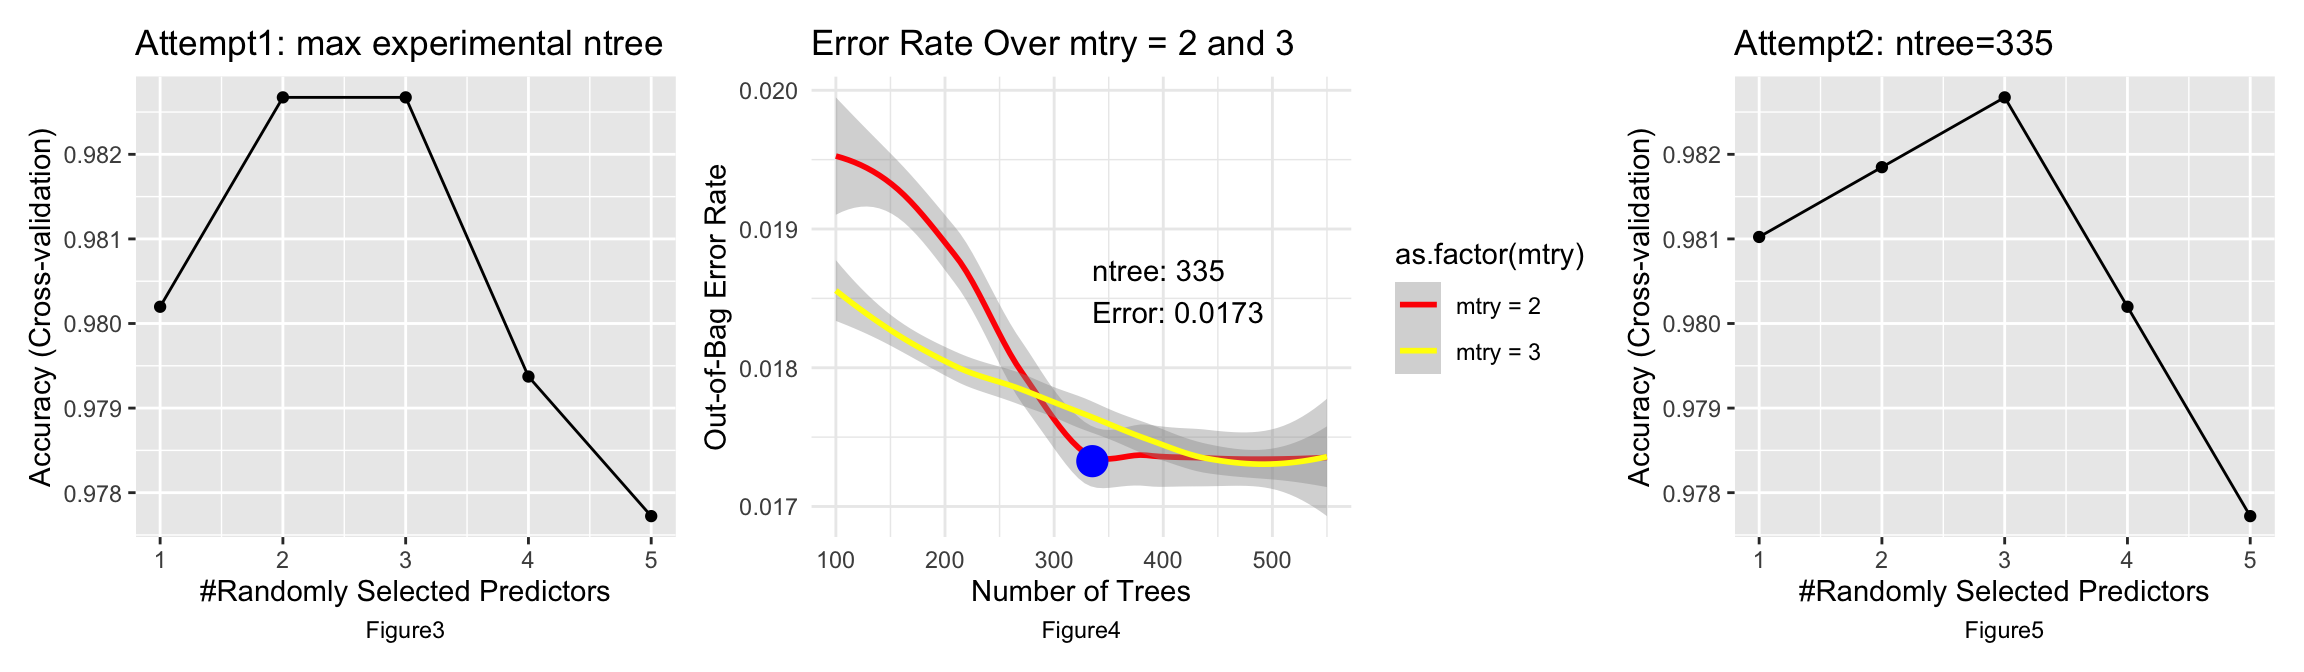 Attempt1: max experimental ntree
Accuracy (Cross-validation)
0.982
0.981
0.980
0.979
0.978
1 2 3 4 5
#Randomly Selected Predictors
Figure3
Error Rate Over mtry = 2 and 3
Out-of-Bag Error Rate
0.020
0.019
0.018
0.017
ntree: 335
Error: 0.0173
100 200 300 400 500
Number of Trees
Figure4
as.factor(mtry)
mtry = 2
mtry = 3
Attempt2: ntree=335
Accuracy (Cross-validation)
0.982
0.981
0.980
0.979
0.978
1 2 3 4 5
#Randomly Selected Predictors
Figure5